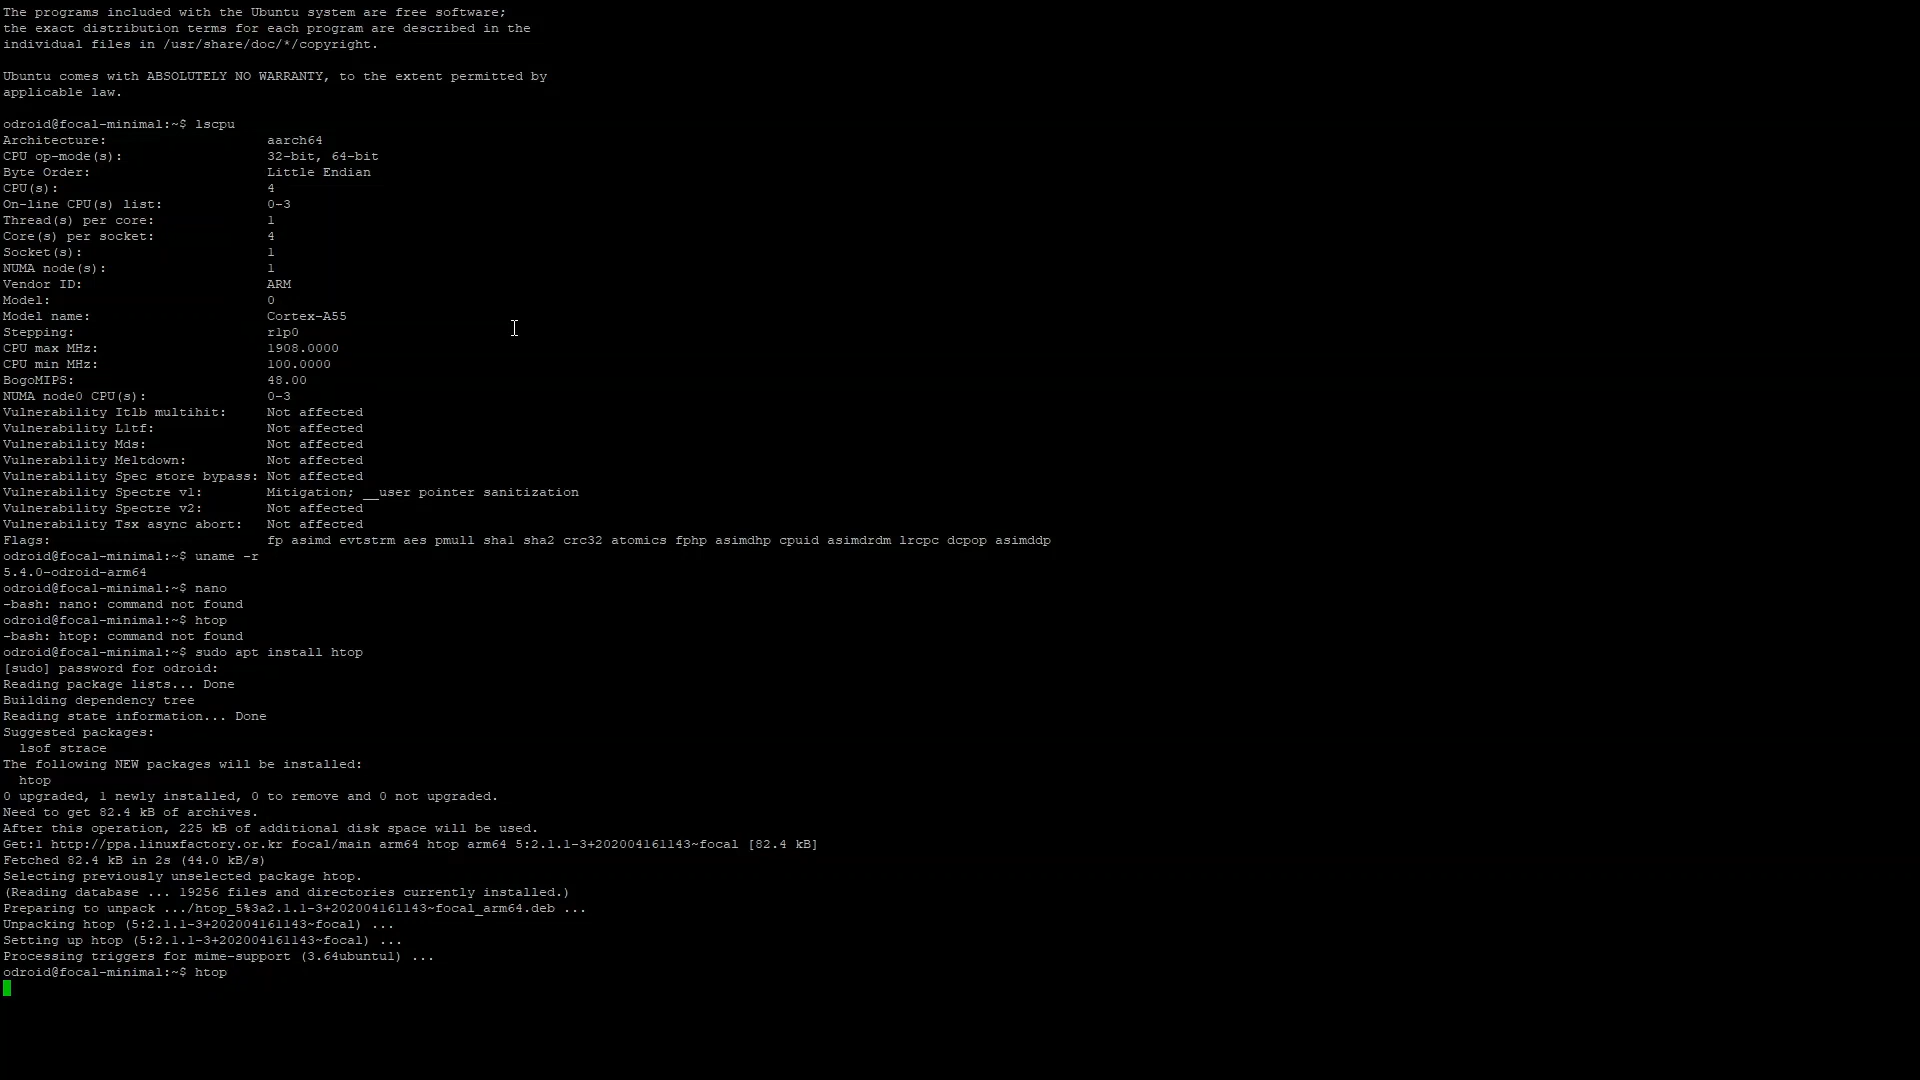 The programs included with the Ubuntu system are free software;
the exact distribution terms for each program are described in the
individual files in /usr/share/doc/*/copyright.
Ubuntu comes with ABSOLUTELY NO WARRANTY, to the extent permitted by
applicable law.
odroid@focal-minimal:~$ lscpu
Architecture: aarch64
CPU op-mode(s): 32-bit, 64-bit
Byte Order: Little Endian
CPU(s): 4
On-line CPU(s) list: 0-3
Thread(s) per core: 1
Core(s) per socket: 4
Socket(s): 1
NUMA node(s): 1
Vendor ID: ARM
Model: 0
Model name: Cortex-A55
Stepping: r1p0
CPU max MHz: 1908.0000
CPU min MHz: 100.0000
BogoMIPS: 48.00
NUMA node0 CPU(s): 0-3
Vulnerability Itlb multihit: Not affected
Vulnerability L1tf: Not affected
Vulnerability Mds: Not affected
Vulnerability Meltdown: Not affected
Vulnerability Spec store bypass: Not affected
Vulnerability Spectre v1: Mitigation; __user pointer sanitization
Vulnerability Spectre v2: Not affected
Vulnerability Tsx async abort: Not affected
Flags: fp asimd evtstrm aes pmull sha1 sha2 crc32 atomics fphp asimdhp cpuid asimdrdm lrcpc dcpop asimddp
odroid@focal-minimal:~$ uname -r
5.4.0-odroid-arm64
odroid@focal-minimal:~$ nano
-bash: nano: command not found
odroid@focal-minimal:~$ htop
-bash: htop: command not found
odroid@focal-minimal:~$ sudo apt install htop
[sudo] password for odroid:
Reading package lists... Done
Building dependency tree
Reading state information... Done
Suggested packages:
  lsof strace
The following NEW packages will be installed:
  htop
0 upgraded, 1 newly installed, 0 to remove and 0 not upgraded.
Need to get 82.4 kB of archives.
After this operation, 225 kB of additional disk space will be used.
Get:1 http://ppa.linuxfactory.or.kr focal/main arm64 htop arm64 5:2.1.1-3+202004161143~focal [82.4 kB]
Fetched 82.4 kB in 2s (44.0 kB/s)
Selecting previously unselected package htop.
(Reading database ... 19256 files and directories currently installed.)
Preparing to unpack .../htop_5%3a2.1.1-3+202004161143~focal_arm64.deb ...
Unpacking htop (5:2.1.1-3+202004161143~focal) ...
Setting up htop (5:2.1.1-3+202004161143~focal) ...
Processing triggers for mime-support (3.64ubuntu1) ...
odroid@focal-minimal:~$ htop